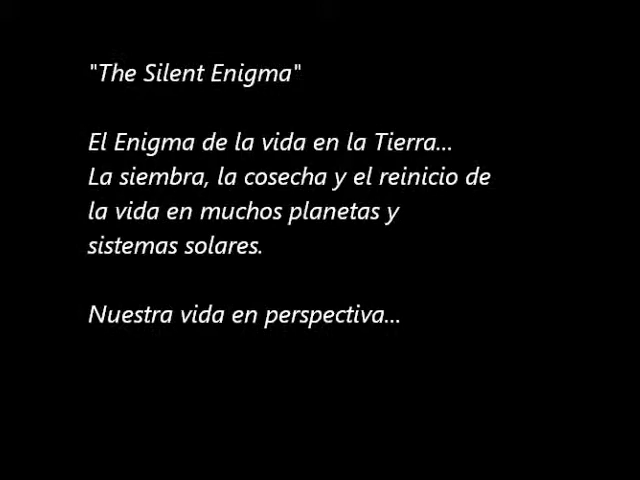 "The Silent Enigma"
El Enigma de la vida en la Tierra...
La siembra, la cosecha y el reinicio de
la vida en muchos planetas y
sistemas solares.
Nuestra vida en perspectiva...